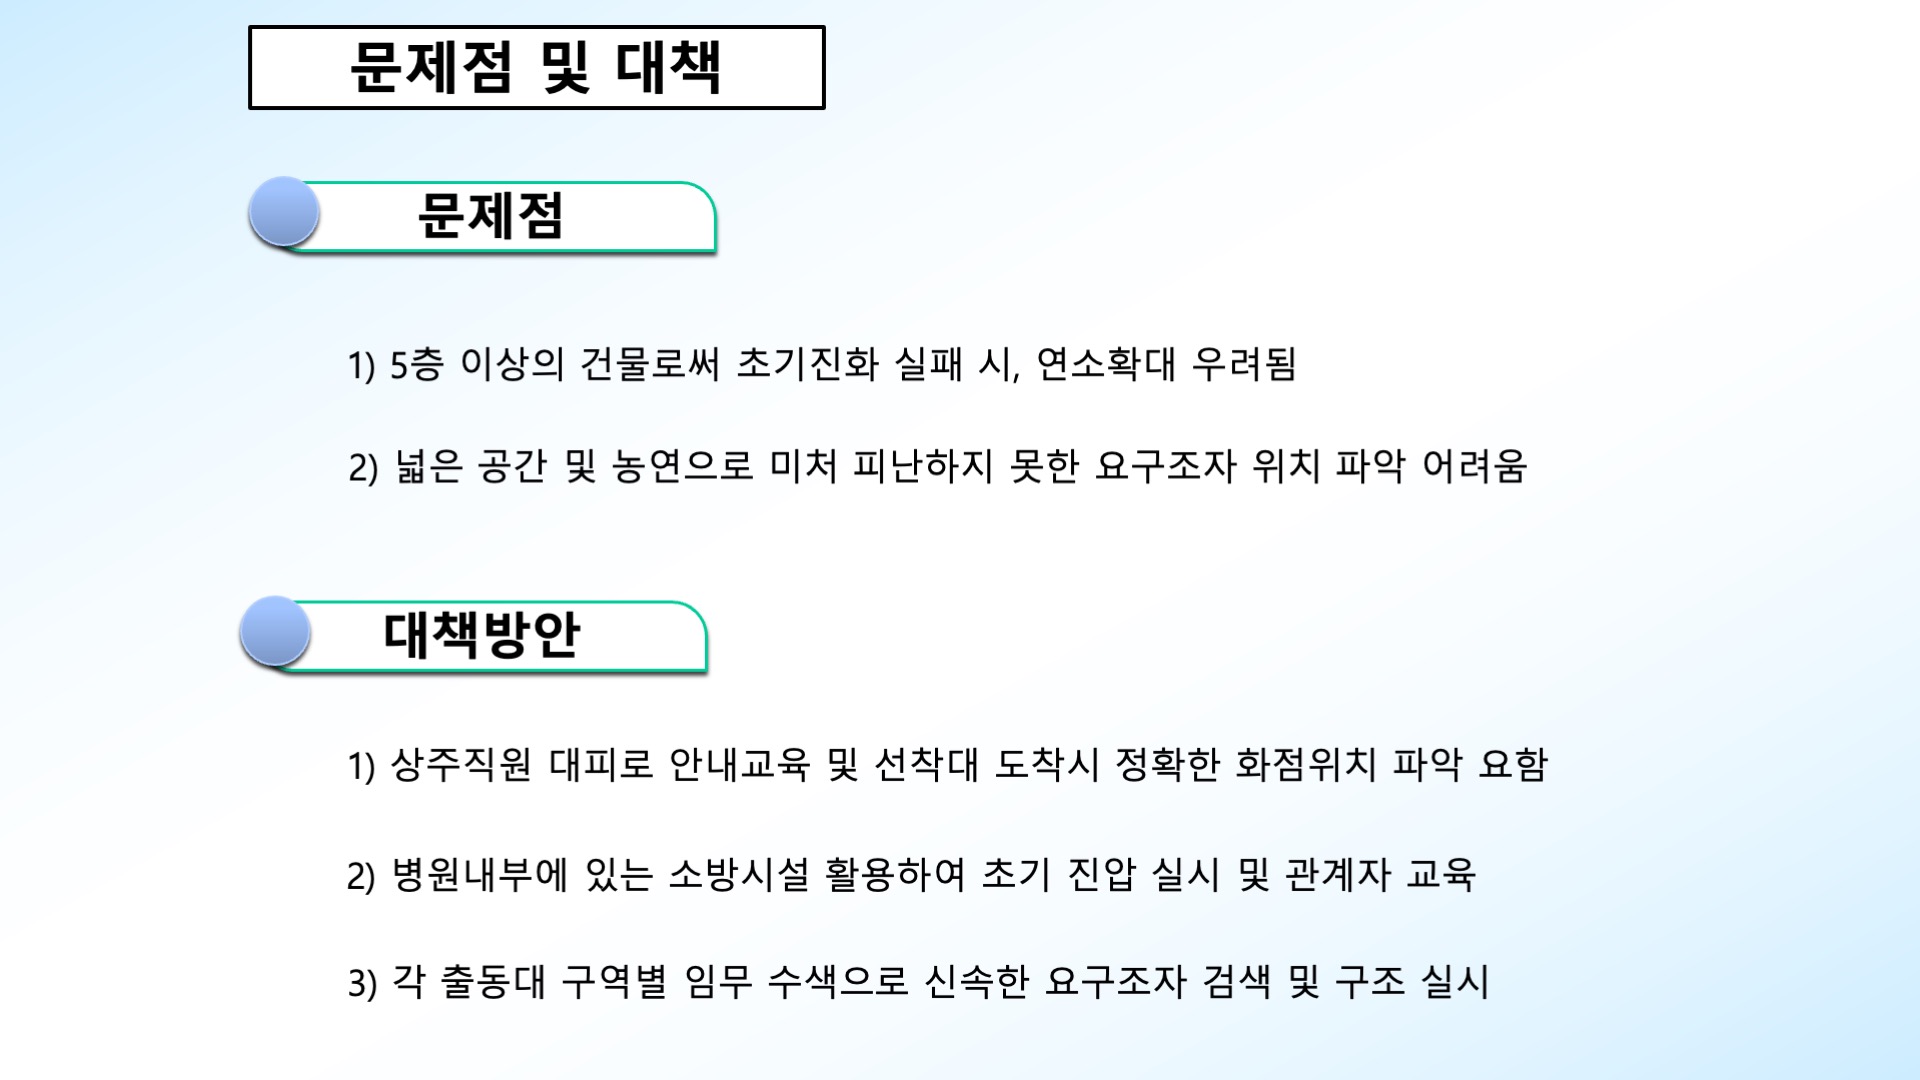 문제점 및 대책
문제점
1) 5층 이상의 건물로써 초기진화 실패 시, 연소확대 우려됨
2) 넓은 공간 및 농연으로 미처 피난하지 못한 요구조자 위치 파악 어려움
대책방안
1) 상주직원 대피로 안내교육 및 선착대 도착시 정확한 화점위치 파악 요함
2) 병원내부에 있는 소방시설 활용하여 초기 진압 실시 및 관계자 교육
3) 각 출동대 구역별 임무 수색으로 신속한 요구조자 검색 및 구조 실시